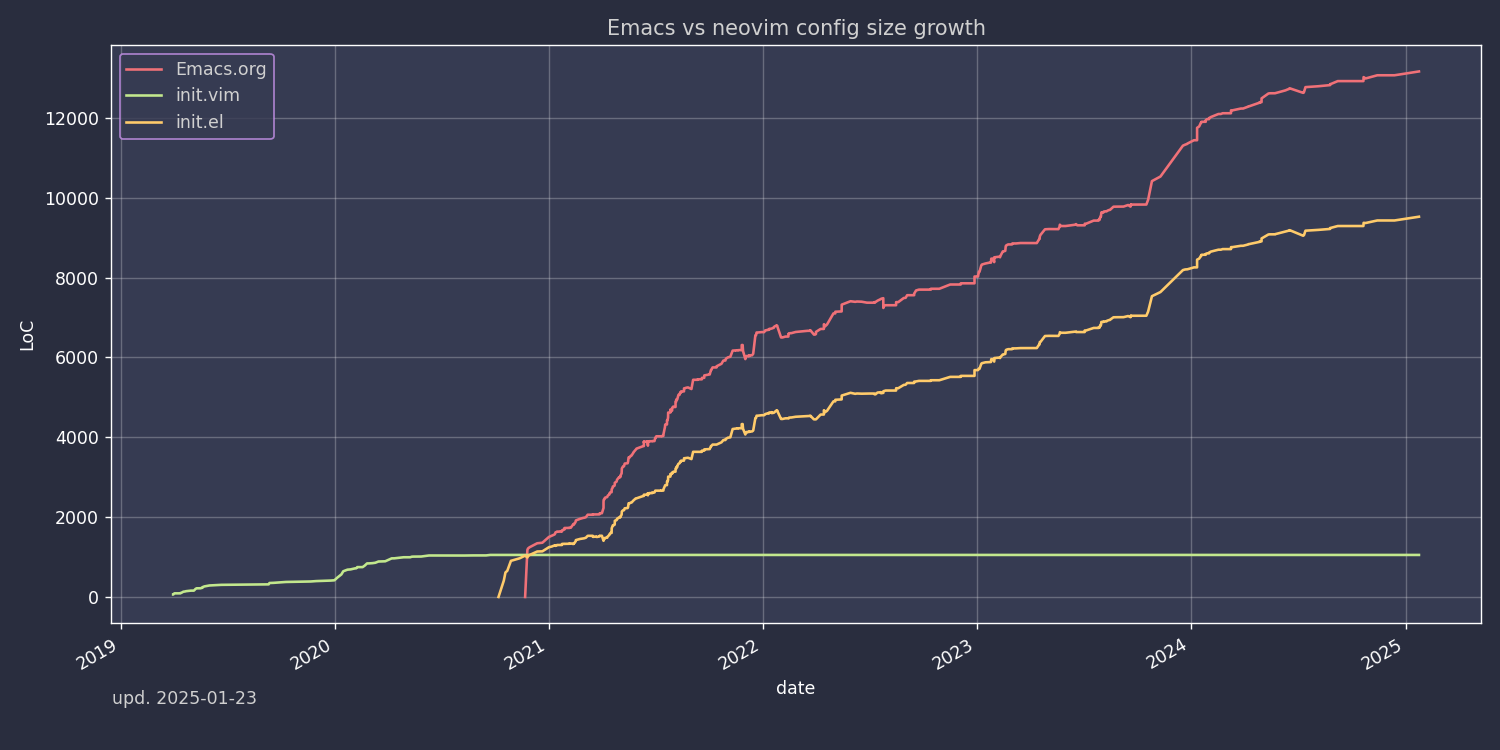 Emacs vs neovim config size growth
Emacs.org
init.vim
init.el
LoC
12000
10000
8000
6000
4000
2000
0
2019
2020
2021
2022
2023
2024
2025
date
upd. 2025-01-23